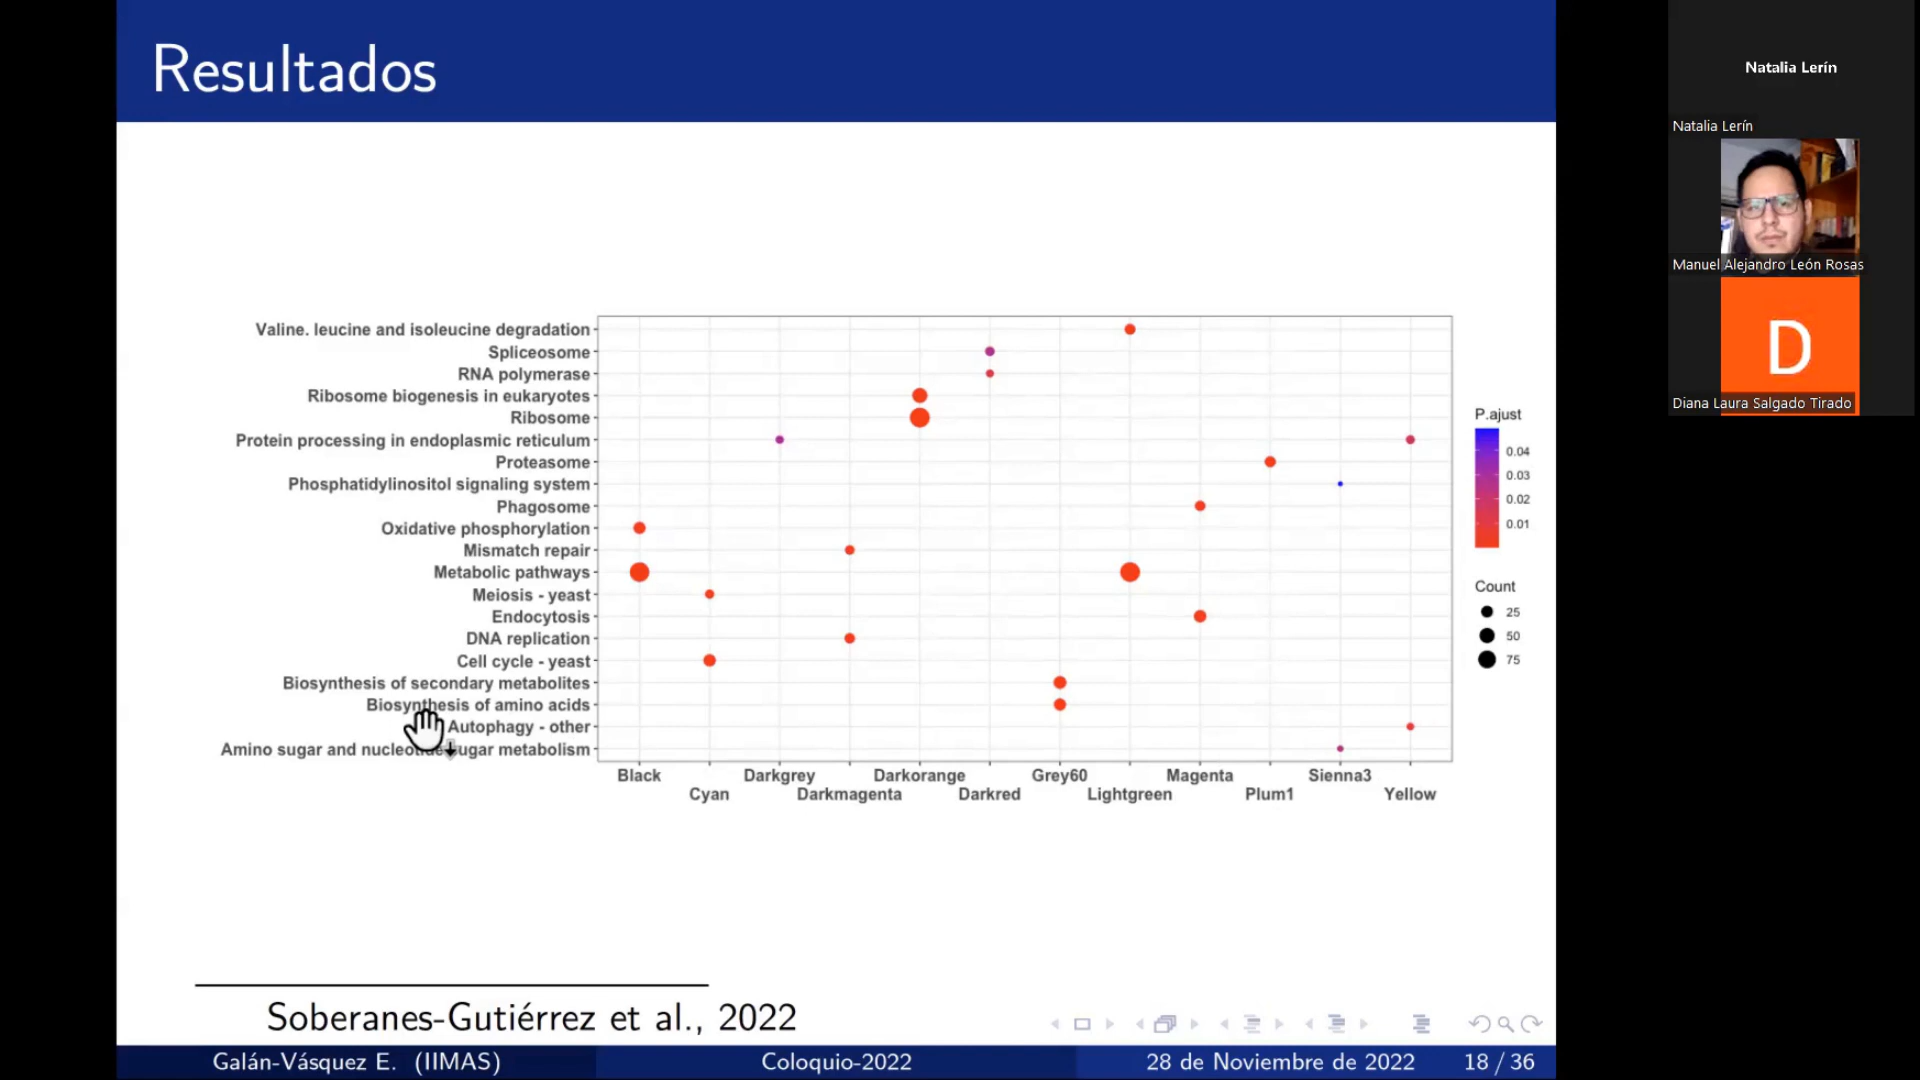 Resultados
Valine. leucine and isoleucine degradation
Spliceosome
RNA polymerase
Ribosome biogenesis in eukaryotes
Ribosome
Protein processing in endoplasmic reticulum
Proteasome
Phosphatidylinositol signaling system
Phagosome
Oxidative phosphorylation
Mismatch repair
Metabolic pathways
Meiosis - yeast
Endocytosis
DNA replication
Cell cycle - yeast
Biosynthesis of secondary metabolites
Biosynthesis of amino acids
Autophagy - other
Amino sugar and nucleotide sugar metabolism
Black Darkgrey Darkorange Grey60 Magenta Sienna3
Cyan Darkmagenta Darkred Lightgreen Plum1 Yellow
P.ajust
0.04
0.03
0.02
0.01
Count
25
50
75
Soberanes-Gutiérrez et al., 2022
Galán-Vásquez E. (IIMAS) Coloquio-2022 28 de Noviembre de 2022 18 / 36
Natalia Lerín
Natalia Lerín
Manuel Alejandro León Rosas
D
Diana Laura Salgado Tirado